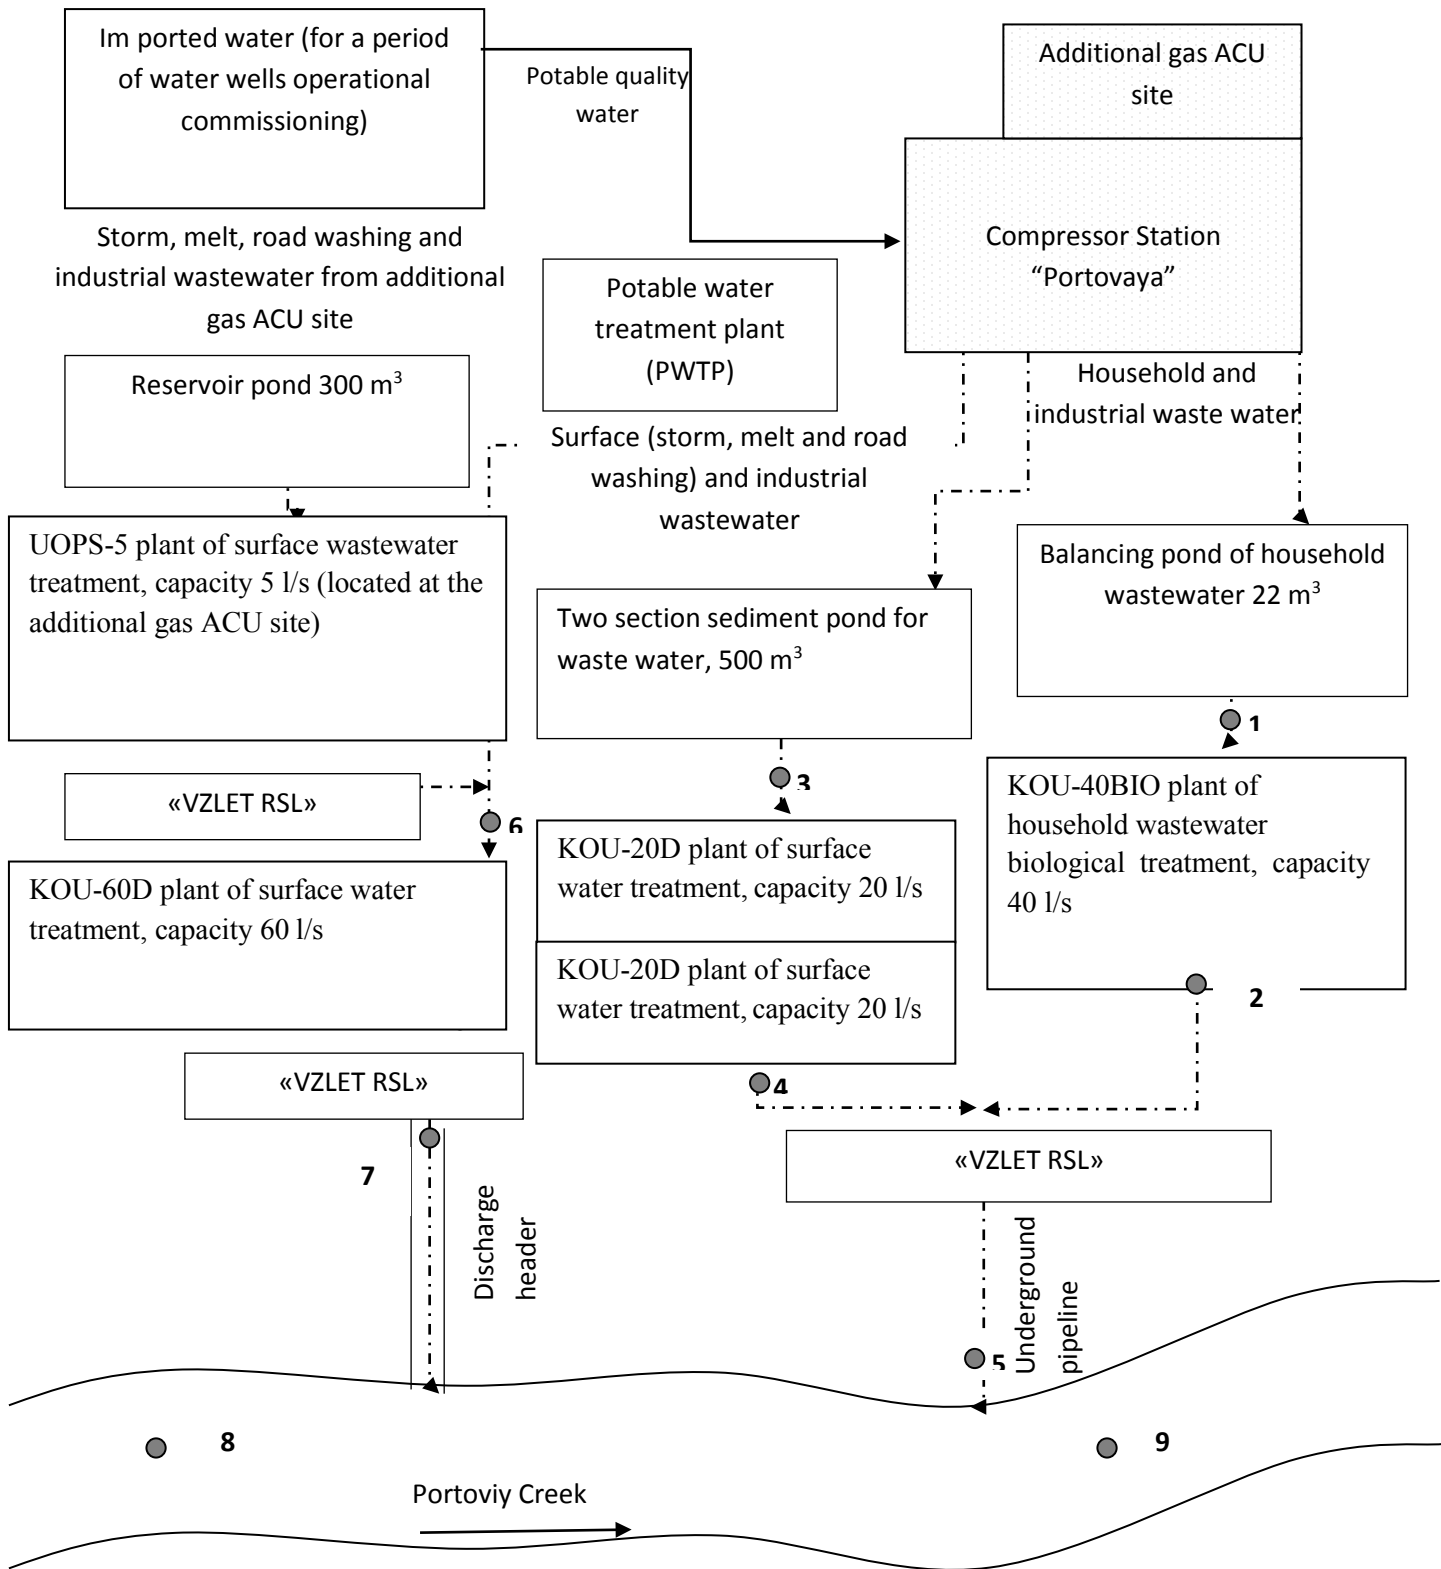 Im ported water (for a period
of water wells operational
commissioning)
Potable quality
water
Additional gas ACU
site
Storm, melt, road washing and
industrial wastewater from additional
gas ACU site
Compressor Station
“Portovaya”
Potable water
treatment plant
(PWTP)
Reservoir pond 300 m³
Household and
industrial waste water
Surface (storm, melt and road
washing) and industrial
wastewater
UOPS-5 plant of surface wastewater
treatment, capacity 5 l/s (located at the
additional gas ACU site)
Two section sediment pond for
waste water, 500 m³
Balancing pond of household
wastewater 22 m³
1
3
«VZLET RSL»
6
KOU-40BIO plant of
household wastewater
biological treatment, capacity
40 l/s
2
KOU-60D plant of surface water
treatment, capacity 60 l/s
KOU-20D plant of surface
water treatment, capacity 20 l/s
KOU-20D plant of surface
water treatment, capacity 20 l/s
«VZLET RSL»
4
7
«VZLET RSL»
Discharge
header
Underground
pipeline
5
8
9
Portoviy Creek